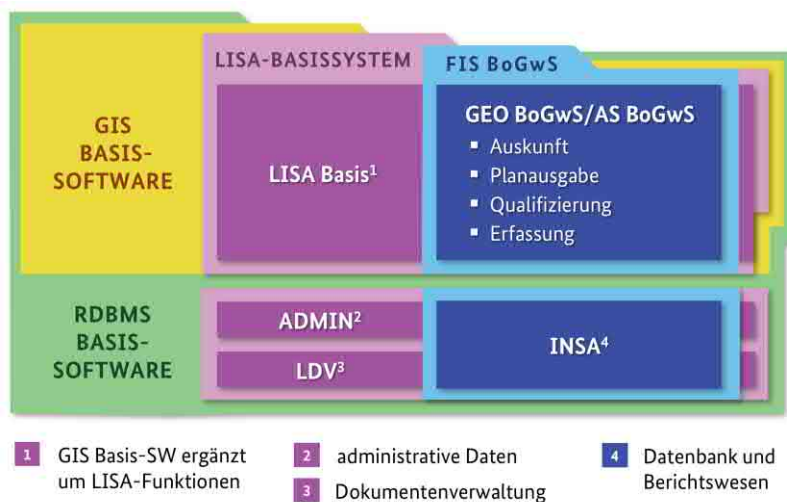 LISA-BASISSYSTEM
FIS BoGwS
GIS
BASIS-
SOFTWARE
LISA Basis¹
GEO BoGwS/AS BoGwS
▪ Auskunft
▪ Planausgabe
▪ Qualifizierung
▪ Erfassung
RDBMS
BASIS-
SOFTWARE
ADMIN²
LDV³
INSA⁴
1 GIS Basis-SW ergänzt
um LISA-Funktionen
2 administrative Daten
3 Dokumentenverwaltung
4 Datenbank und
Berichtswesen